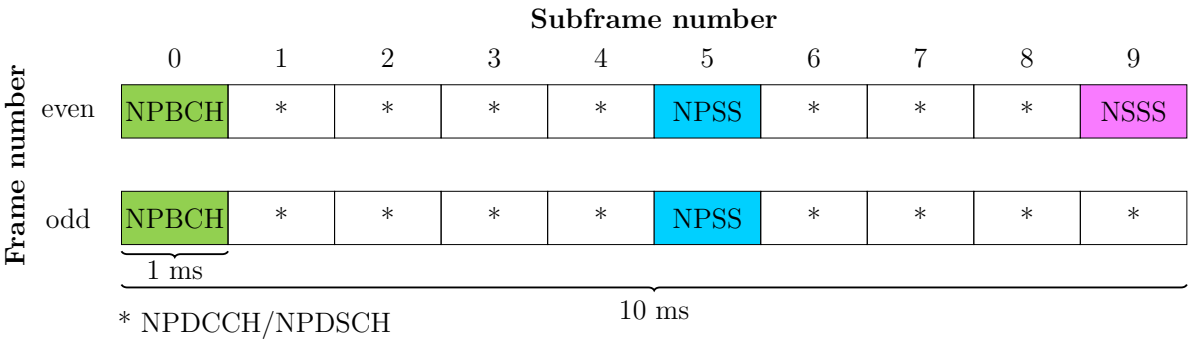 Subframe number
0 1 2 3 4 5 6 7 8 9
Frame number
even NPBCH * * * * NPSS * * * NSSS
odd NPBCH * * * * NPSS * * * *
1 ms
10 ms
* NPDCCH/NPDSCH